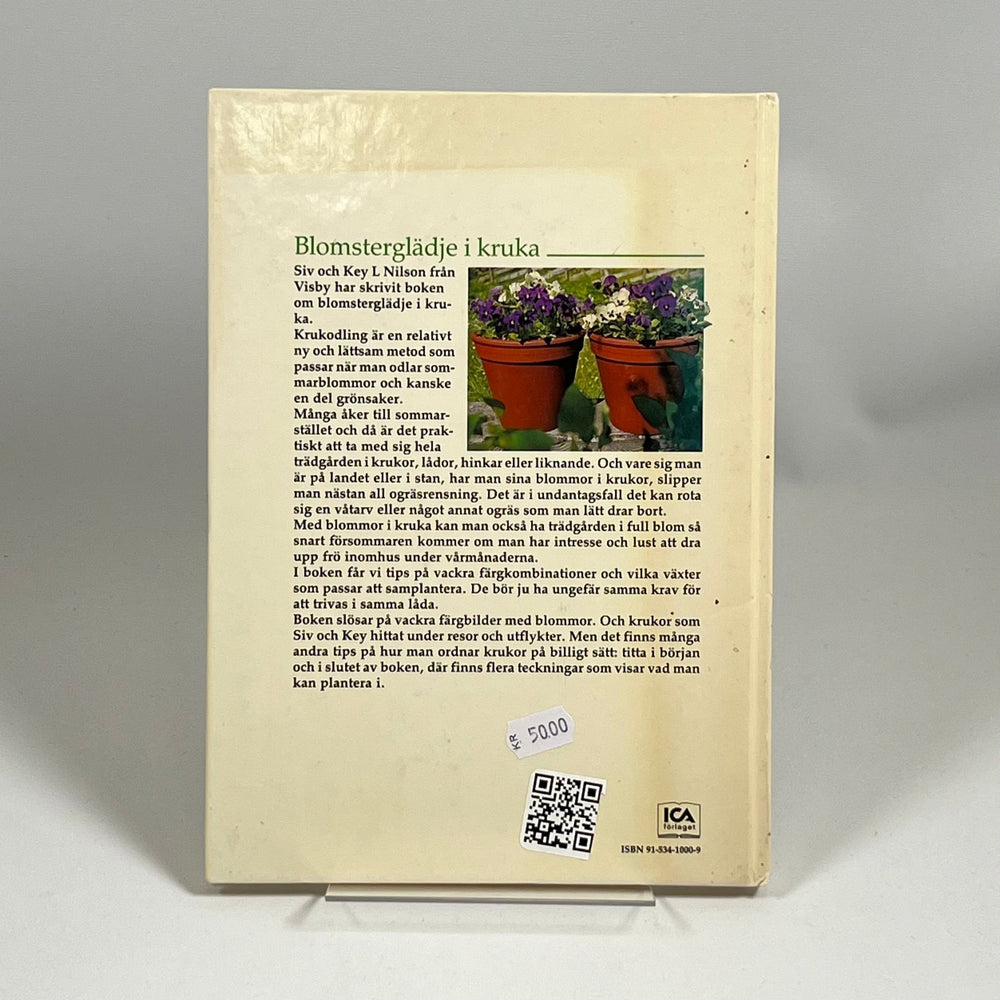 Blomsterglädje i kruka
Siv och Key L Nilson från
Visby har skrivit boken
om blomsterglädje i kru-
ka.
Krukodling är en relativt
ny och lättsam metod som
passar när man odlar som-
marblommor och kanske
en del grönsaker.
Många åker till sommar-
stället och då är det prak-
tiskt att ta med sig hela
trädgården i krukor, lådor, hinkar eller liknande. Och vare sig man
är på landet eller i stan, har man sina blommor i krukor, slipper
man nästan all ogräsrensning. Det är i undantagsfall det kan rota
sig en våtarv eller något annat ogräs som man lätt drar bort.
Med blommor i kruka kan man också ha trädgården i full blom så
snart försommaren kommer om man har intresse och lust att dra
upp frö inomhus under vårmånaderna.
I boken får vi tips på vackra färgkombinationer och vilka växter
som passar att samplantera. De bör ju ha ungefär samma krav för
att trivas i samma låda.
Boken slösar på vackra färgbilder med blommor. Och krukor som
Siv och Key hittat under resor och utflykter. Men det finns många
andra tips på hur man ordnar krukor på billigt sätt: titta i början
och i slutet av boken, där finns flera teckningar som visar vad man
kan plantera i.
KR 50.00
ICA
förlaget
ISBN 91-534-1000-9